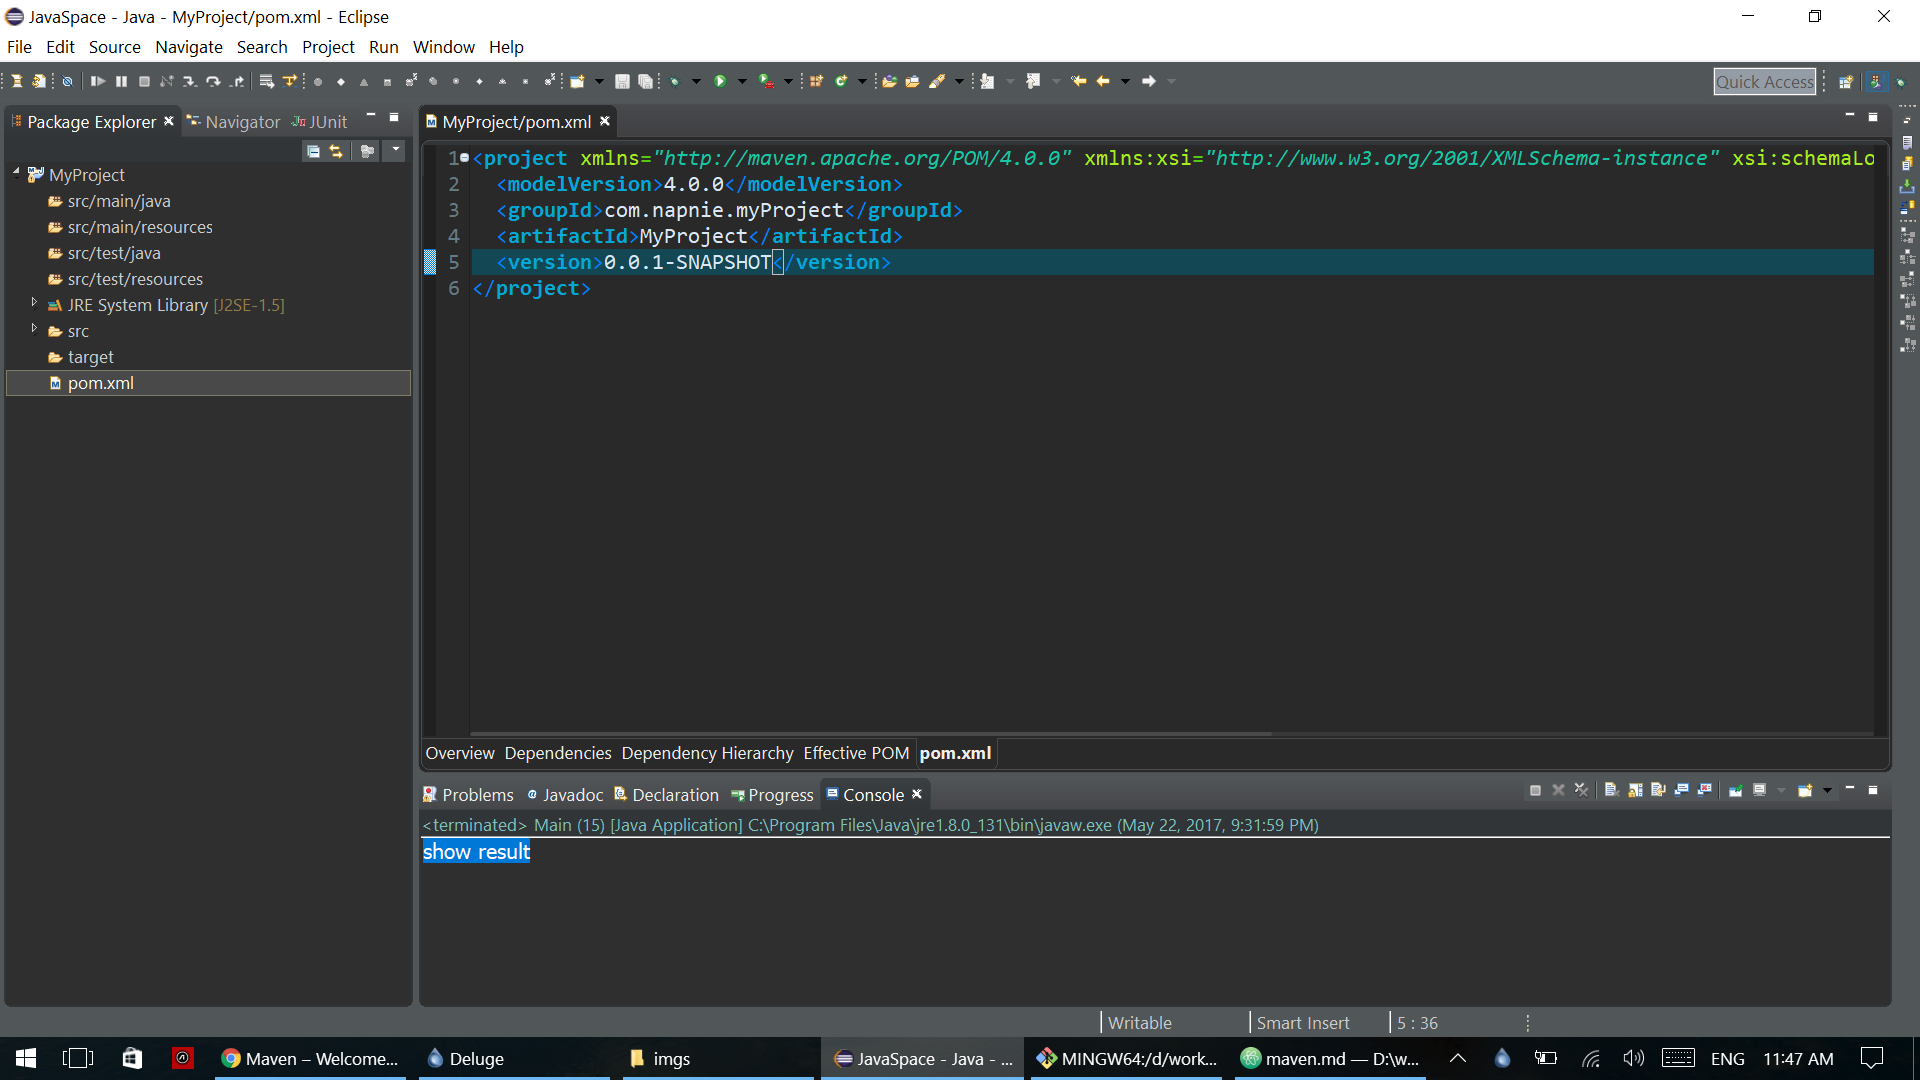 JavaSpace - Java - MyProject/pom.xml - Eclipse
File Edit Source Navigate Search Project Run Window Help
Quick Access
Package Explorer Navigator JUnit
MyProject
src/main/java
src/main/resources
src/test/java
src/test/resources
JRE System Library [J2SE-1.5]
src
target
pom.xml
MyProject/pom.xml
1 <project xmlns="http://maven.apache.org/POM/4.0.0" xmlns:xsi="http://www.w3.org/2001/XMLSchema-instance" xsi:schemaLo
2 <modelVersion>4.0.0</modelVersion>
3 <groupId>com.napnie.myProject</groupId>
4 <artifactId>MyProject</artifactId>
5 <version>0.0.1-SNAPSHOT</version>
6 </project>
Overview Dependencies Dependency Hierarchy Effective POM pom.xml
Problems Javadoc Declaration Progress Console
<terminated> Main (15) [Java Application] C:\Program Files\Java\jre1.8.0_131\bin\javaw.exe (May 22, 2017, 9:31:59 PM)
show result
Writable Smart Insert 5 : 36
Maven – Welcome... Deluge imgs JavaSpace - Java - ... MINGW64:/d/work... maven.md — D:\w... ENG 11:47 AM